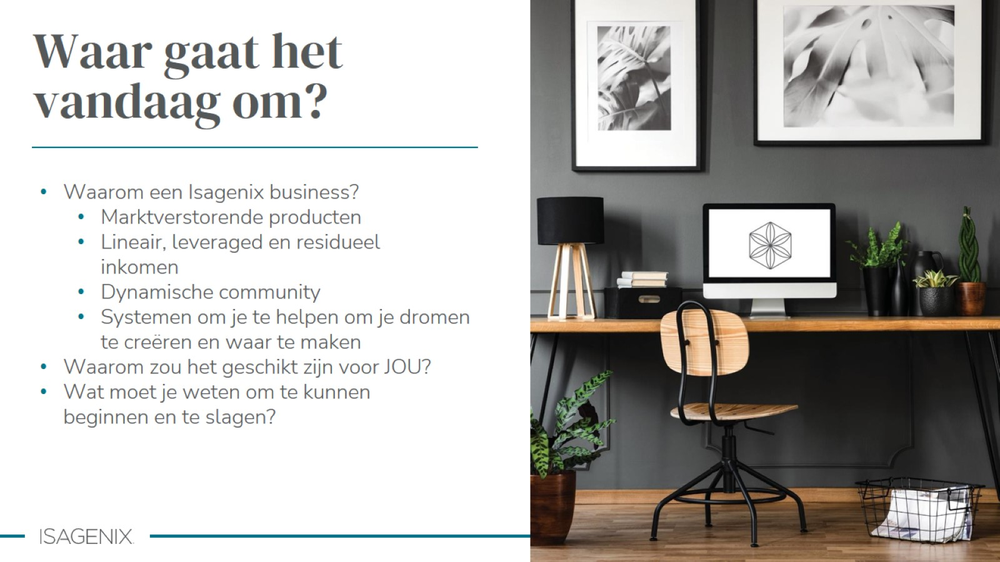 Waar gaat het
vandaag om?
• Waarom een Isagenix business?
• Marktverstorende producten
• Lineair, leveraged en residueel
inkomen
• Dynamische community
• Systemen om je te helpen om je dromen
te creëren en waar te maken
• Waarom zou het geschikt zijn voor JOU?
• Wat moet je weten om te kunnen
beginnen en te slagen?
ISAGENIX